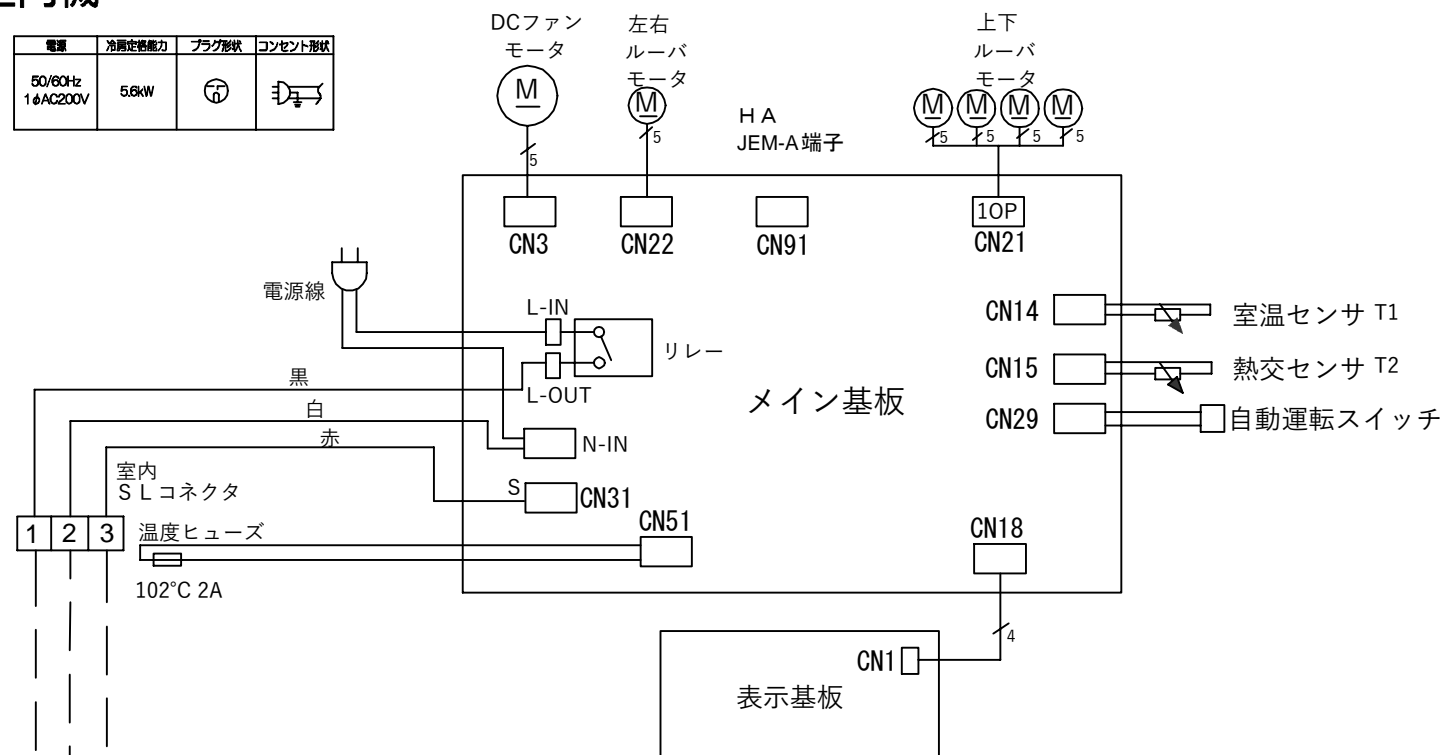 電源 冷房定格能力 プラグ形状 コンセント形状
50/60Hz
1φAC200V
5.6kW
DCファン
モータ
M
5
左右
ルーバ
モータ
M
5
H A
JEM-A端子
上下
ルーバ
モータ
M M M M
5 5 5 5
CN3
CN22
CN91
10P
CN21
電源線
L-IN
リレー
L-OUT
黒
白
赤
N-IN
メイン基板
CN14
室温センサ T1
CN15
熱交センサ T2
CN29
自動運転スイッチ
室内
S L コネクタ
S
CN31
1 2 3
温度ヒューズ
102°C 2A
CN51
CN18
4
CN1
表示基板